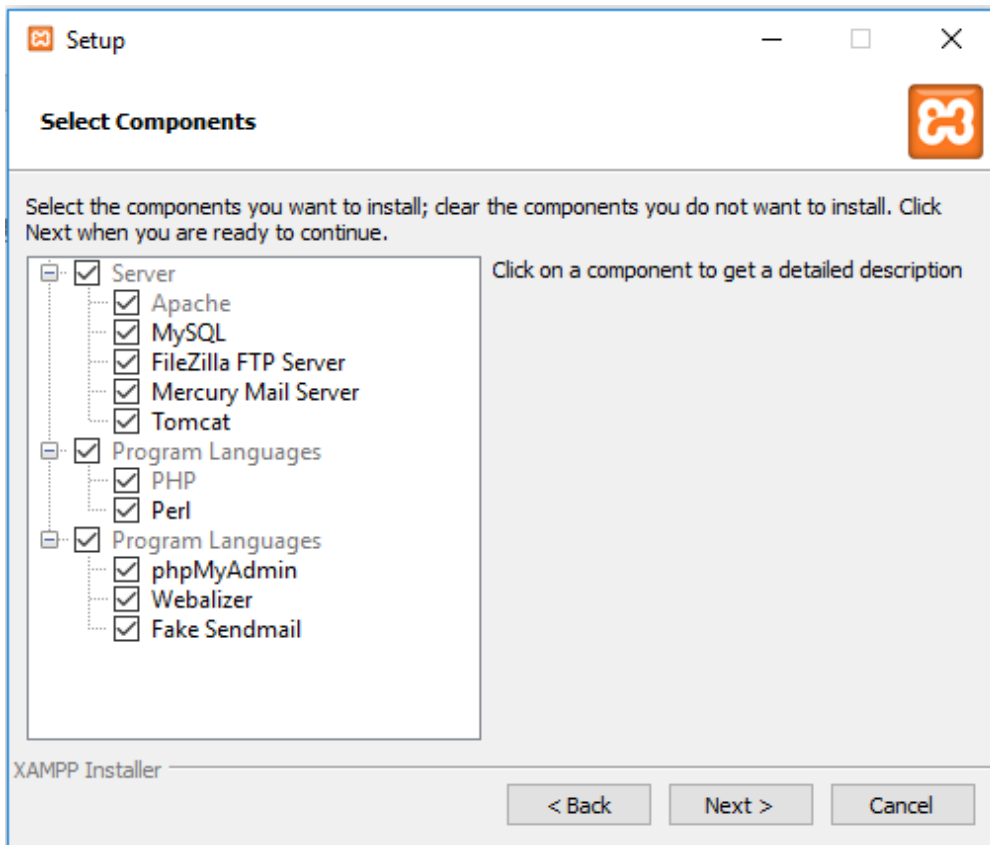 Setup
Select Components
Select the components you want to install; clear the components you do not want to install. Click
Next when you are ready to continue.
Server
Apache
MySQL
FileZilla FTP Server
Mercury Mail Server
Tomcat
Program Languages
PHP
Perl
Program Languages
phpMyAdmin
Webalizer
Fake Sendmail
Click on a component to get a detailed description
XAMPP Installer
< Back
Next >
Cancel